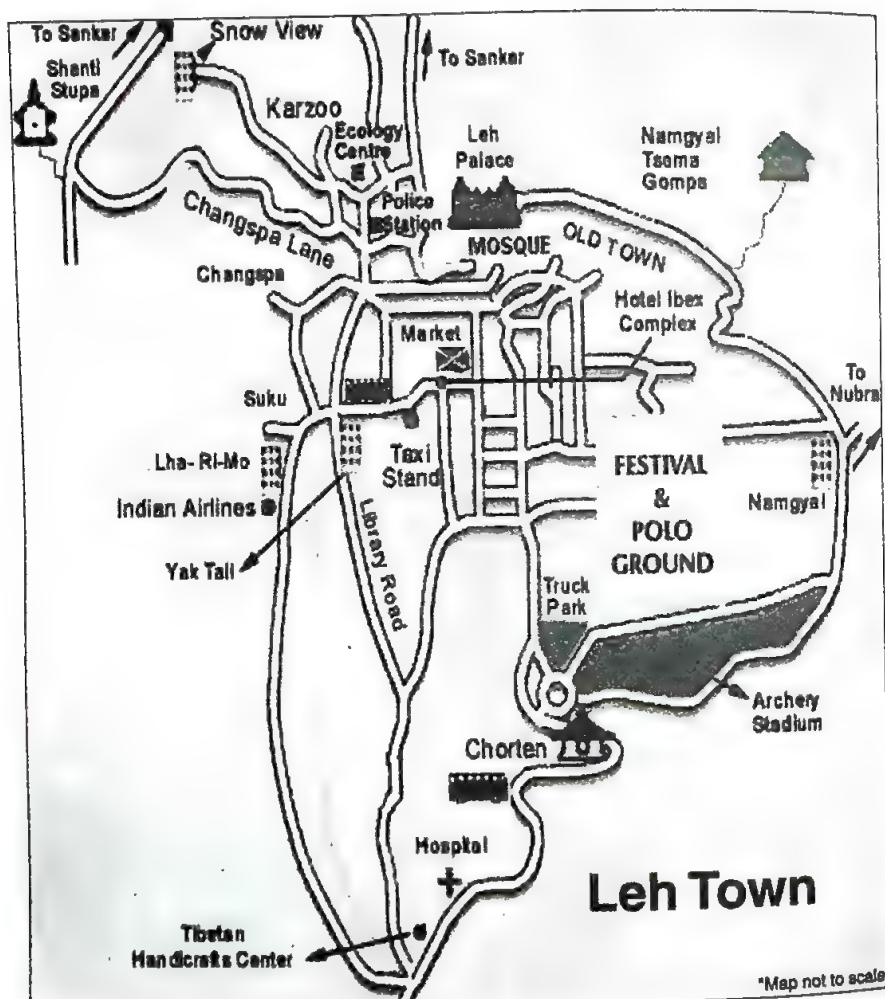 To Sankar
Snow View
Shanti
Stupa
To Sankar
Karzoo
Ecology
Centre
Leh
Palace
Namgyal
Tsoma
Gompa
Police
Station
Changspa Lane
MOSQUE
OLD TOWN
Changspa
Hotel Ibex
Complex
Market
To
Nubra
Suku
Taxi
Stand
Lha-Ri-Mo
FESTIVAL
&
POLO
GROUND
Indian Airlines
Namgyal
Yak Tail
Library Road
Truck
Park
Archery
Stadium
Chorten
Hospital
Leh Town
Tibetan
Handicrafts Center
*Map not to scale